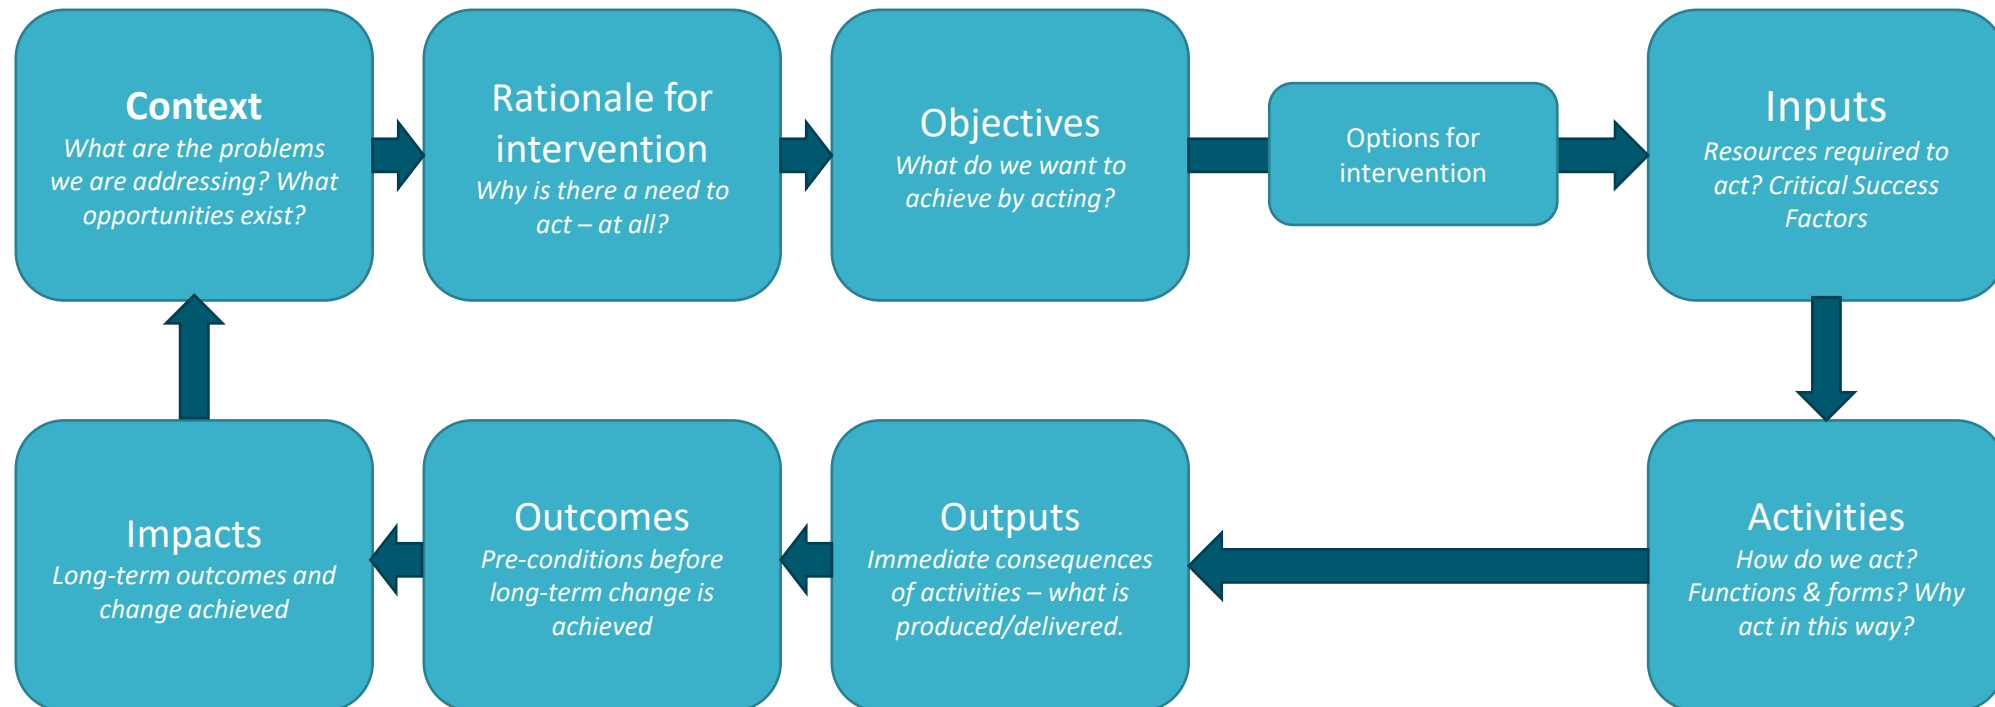 Context
What are the problems
we are addressing? What
opportunities exist?
Rationale for
intervention
Why is there a need to
act – at all?
Objectives
What do we want to
achieve by acting?
Options for
intervention
Inputs
Resources required to
act? Critical Success
Factors
Impacts
Long-term outcomes and
change achieved
Outcomes
Pre-conditions before
long-term change is
achieved
Outputs
Immediate consequences
of activities – what is
produced/delivered.
Activities
How do we act?
Functions & forms? Why
act in this way?